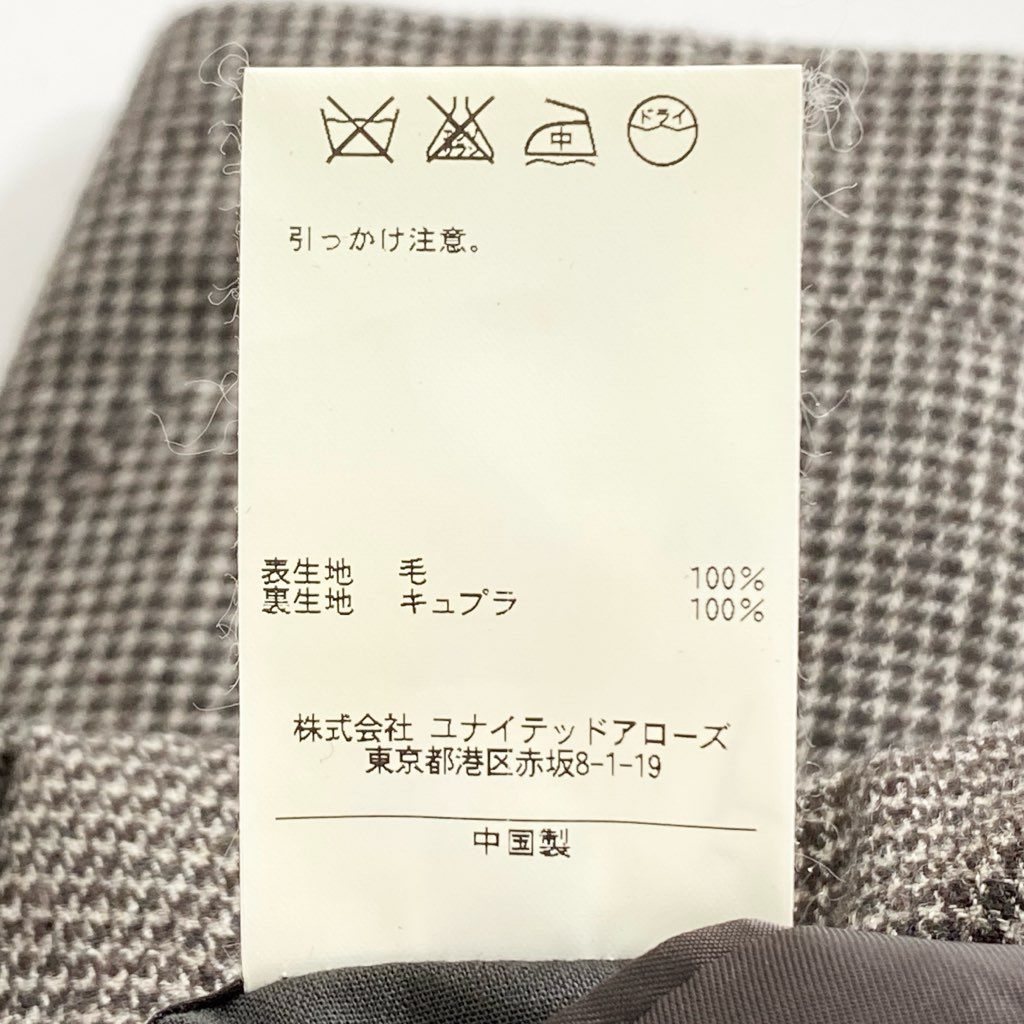 中 ドライ
引っかけ注意。
表生地 毛 100%
裏生地 キュプラ 100%
株式会社 ユナイテッドアローズ
東京都港区赤坂8-1-19
中国製